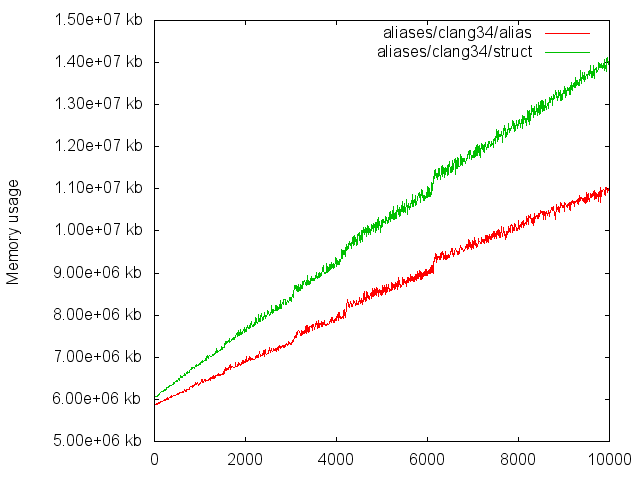 1.50e+07 kb
1.40e+07 kb
1.30e+07 kb
1.20e+07 kb
1.10e+07 kb
1.00e+07 kb
9.00e+06 kb
8.00e+06 kb
7.00e+06 kb
6.00e+06 kb
5.00e+06 kb
Memory usage
aliases/clang34/alias
aliases/clang34/struct
0 2000 4000 6000 8000 10000